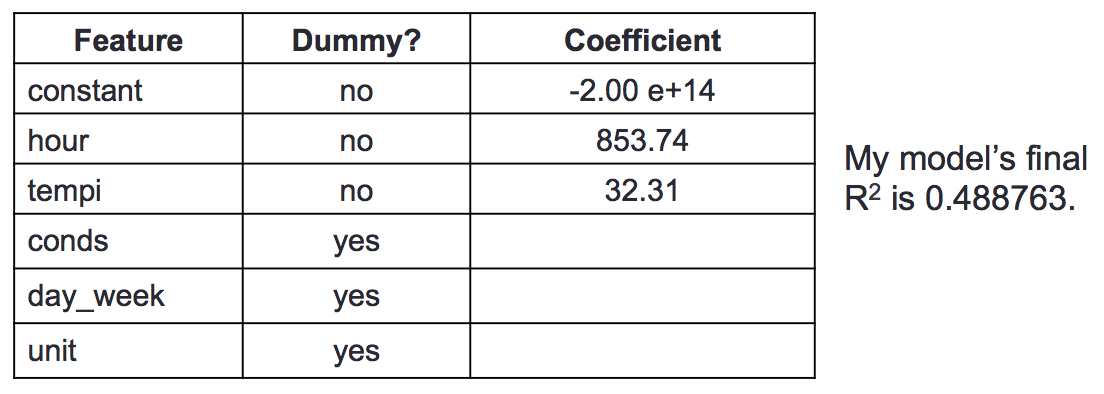 Feature Dummy? Coefficient
constant no -2.00 e+14
hour no 853.74
tempi no 32.31
conds yes
day_week yes
unit yes
My model’s final
R² is 0.488763.